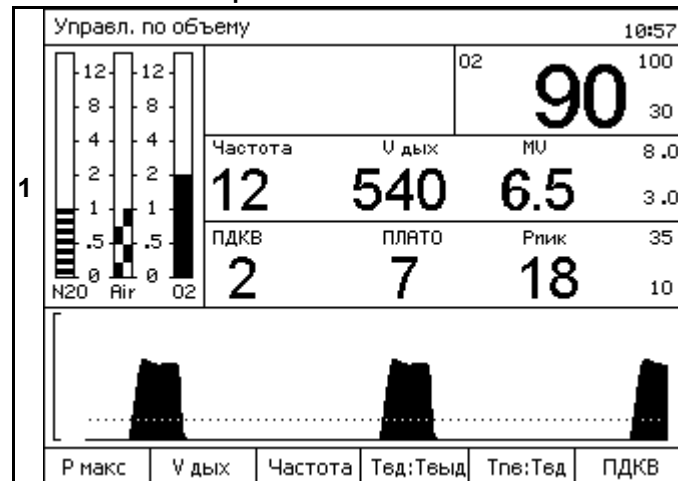 Управл. по объему 10:57
O2 90 100
30
12 12
8 8
4 4
2 2
1 1
.5 .5
0 0
N2O Air O2
Частота V дых MV 8.0
12 540 6.5 3.0
ПДКВ ПЛАТО Рпик 35
2 7 18 10
1
Р макс V дых Частота Твд:Твыд Тпв:Твд ПДКВ